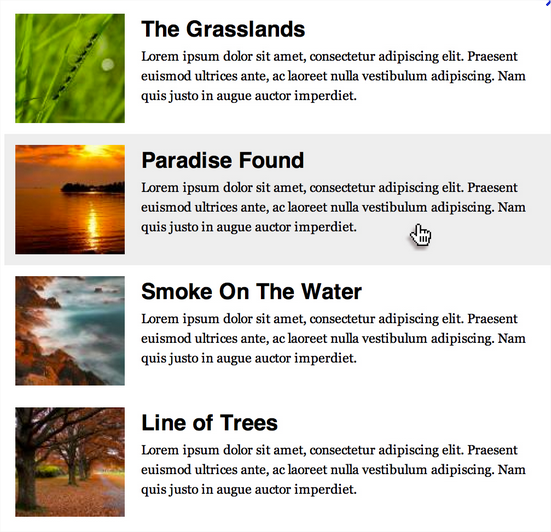 The Grasslands
Lorem ipsum dolor sit amet, consectetur adipiscing elit. Praesent
euismod ultrices ante, ac laoreet nulla vestibulum adipiscing. Nam
quis justo in augue auctor imperdiet.
Paradise Found
Lorem ipsum dolor sit amet, consectetur adipiscing elit. Praesent
euismod ultrices ante, ac laoreet nulla vestibulum adipiscing. Nam
quis justo in augue auctor imperdiet.
Smoke On The Water
Lorem ipsum dolor sit amet, consectetur adipiscing elit. Praesent
euismod ultrices ante, ac laoreet nulla vestibulum adipiscing. Nam
quis justo in augue auctor imperdiet.
Line of Trees
Lorem ipsum dolor sit amet, consectetur adipiscing elit. Praesent
euismod ultrices ante, ac laoreet nulla vestibulum adipiscing. Nam
quis justo in augue auctor imperdiet.